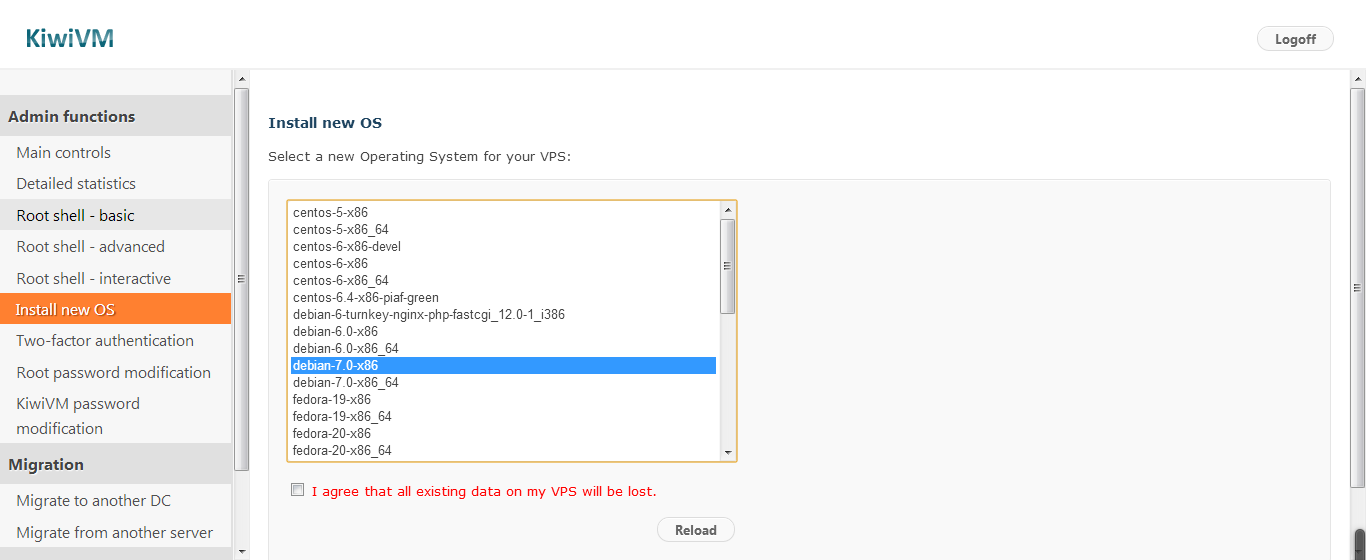 KiwiVM
Logoff
Admin functions
Main controls
Detailed statistics
Root shell - basic
Root shell - advanced
Root shell - interactive
Install new OS
Two-factor authentication
Root password modification
KiwiVM password
modification
Migration
Migrate to another DC
Migrate from another server
Install new OS
Select a new Operating System for your VPS:
centos-5-x86
centos-5-x86_64
centos-6-x86-devel
centos-6-x86
centos-6-x86_64
centos-6.4-x86-piaf-green
debian-6-turnkey-nginx-php-fastcgi_12.0-1_i386
debian-6.0-x86
debian-6.0-x86_64
debian-7.0-x86
debian-7.0-x86_64
fedora-19-x86
fedora-19-x86_64
fedora-20-x86
fedora-20-x86_64
I agree that all existing data on my VPS will be lost.
Reload